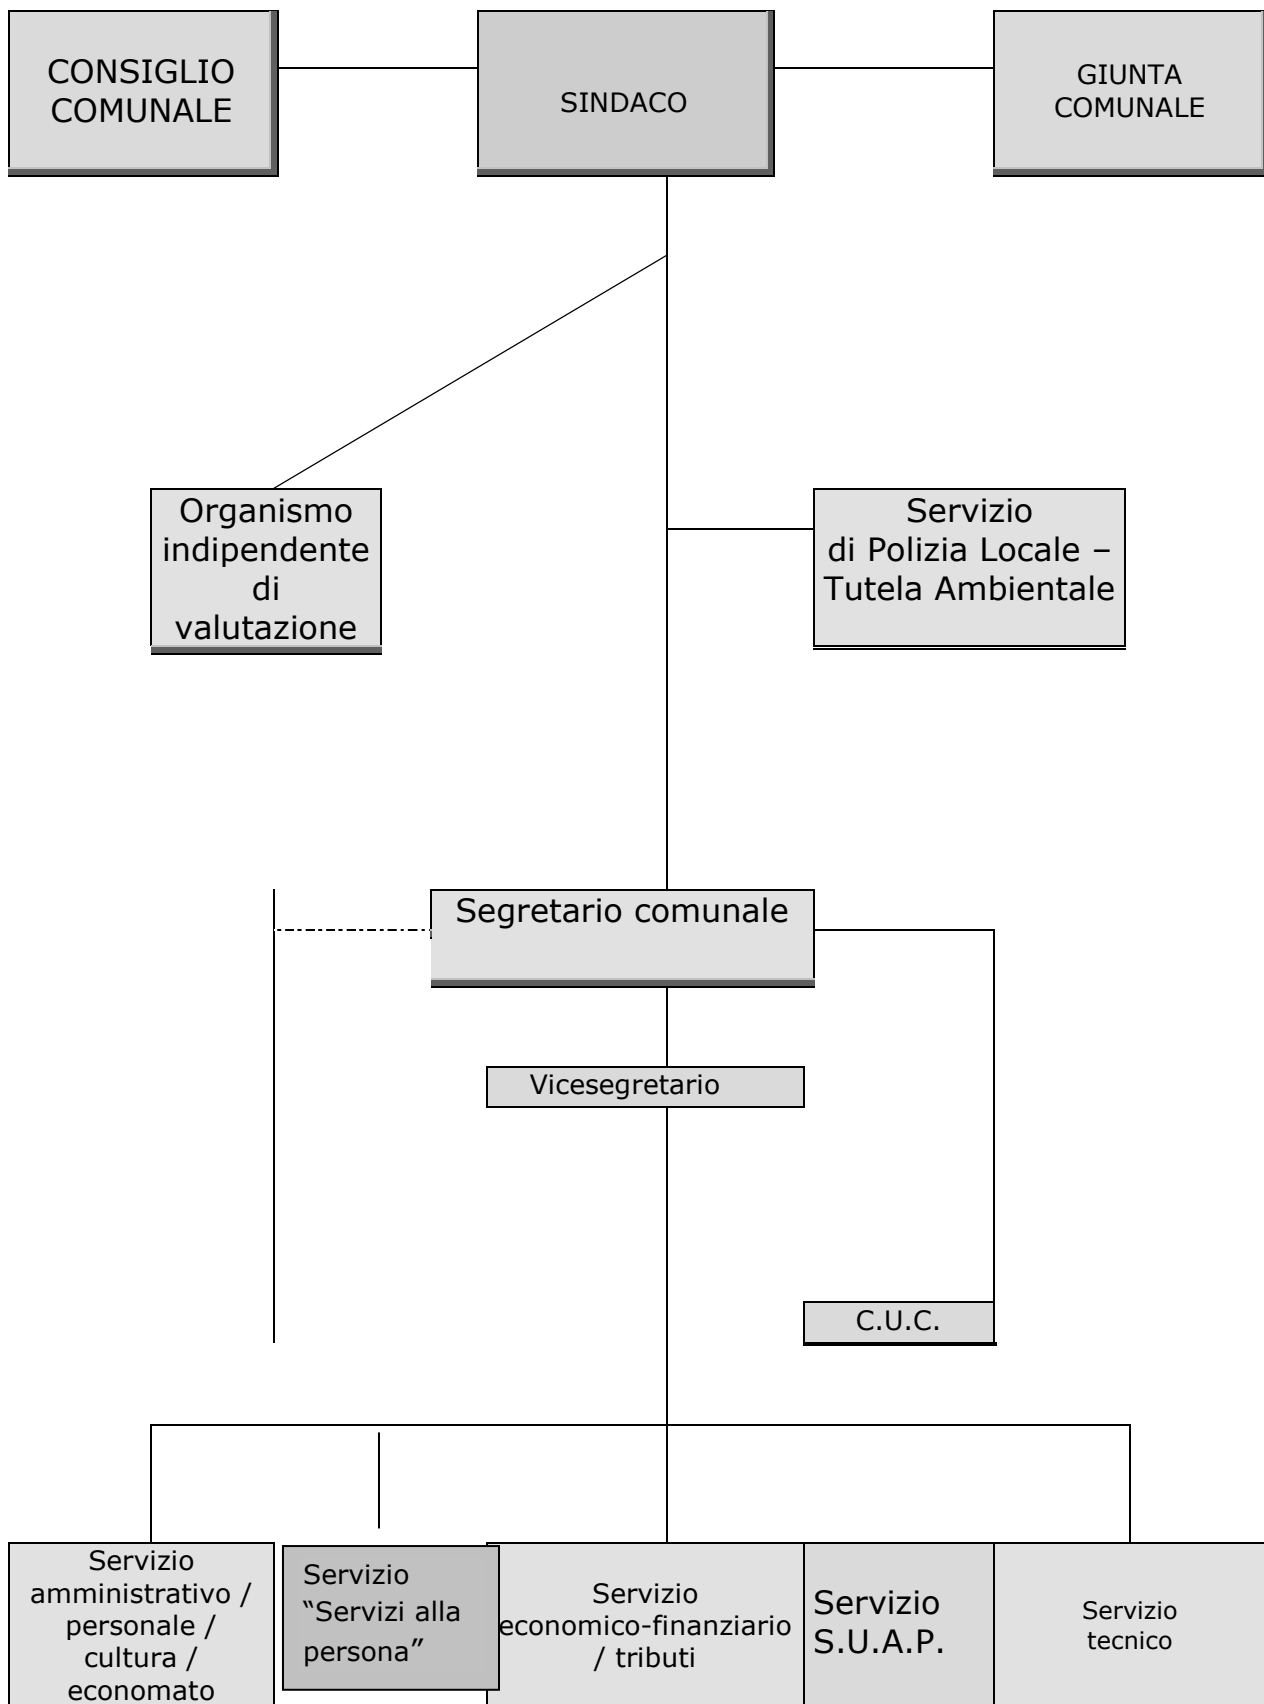 CONSIGLIO
COMUNALE
SINDACO
GIUNTA
COMUNALE
Organismo
indipendente
di
valutazione
Servizio
di Polizia Locale –
Tutela Ambientale
Segretario comunale
Vicesegretario
C.U.C.
Servizio
amministrativo /
personale /
cultura /
economato
Servizio
“Servizi alla
persona”
Servizio
economico-finanziario
/ tributi
Servizio
S.U.A.P.
Servizio
tecnico